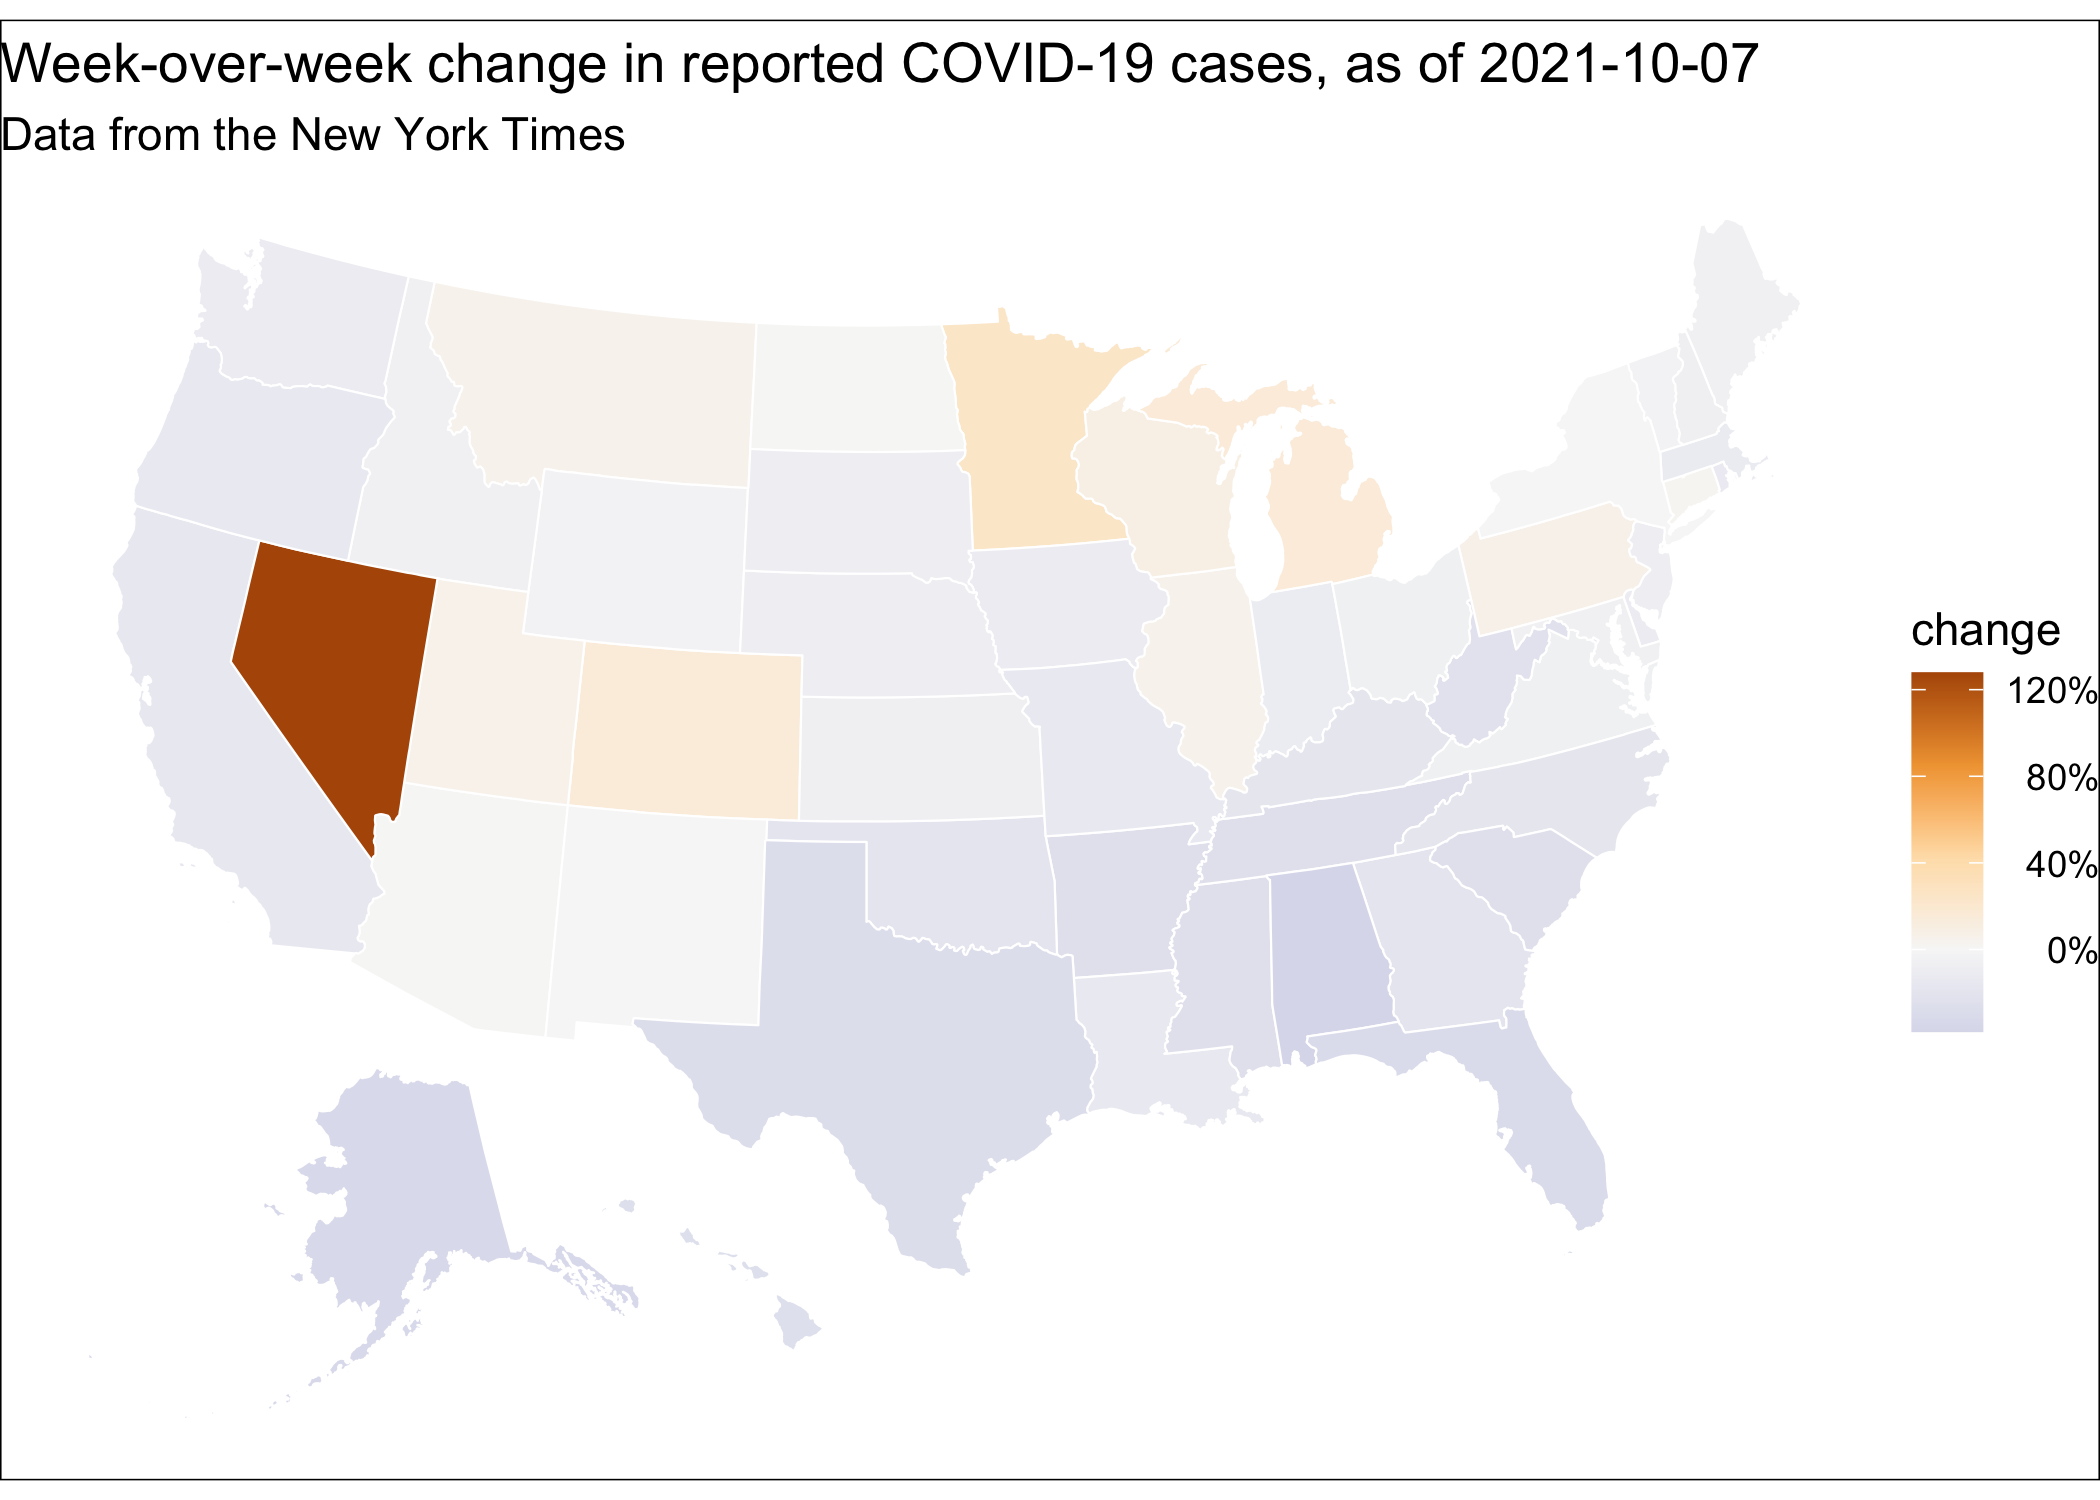 Week-over-week change in reported COVID-19 cases, as of 2021-10-07
Data from the New York Times
change
120%
80%
40%
0%